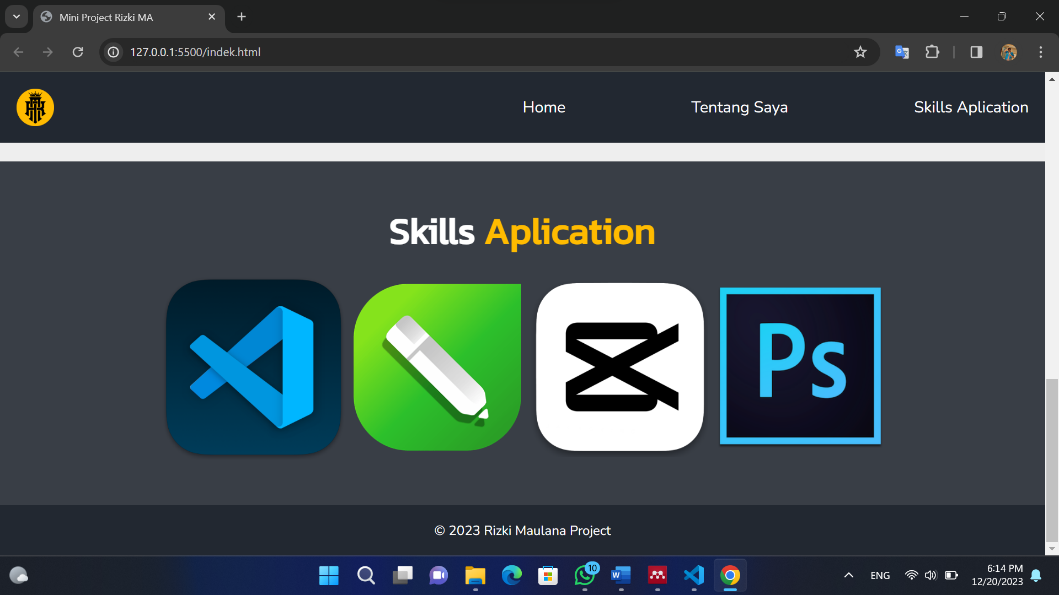 Mini Project Rizki MA
127.0.0.1:5500/indek.html
Home
Tentang Saya
Skills Aplication
Skills Aplication
Ps
© 2023 Rizki Maulana Project
10
ENG
6:14 PM
12/20/2023